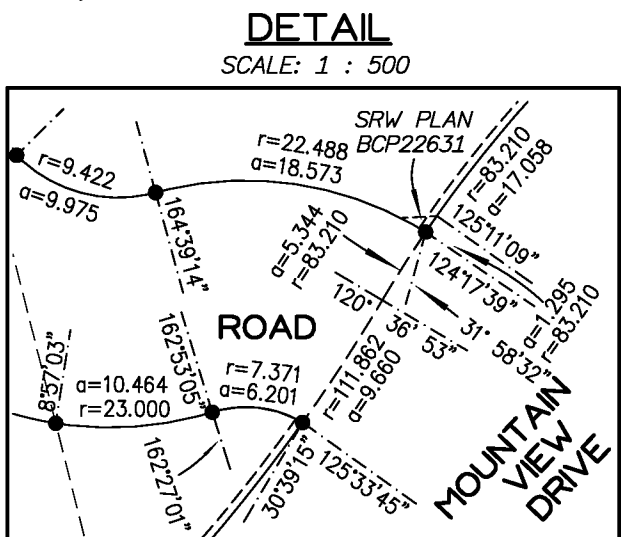 DETAIL
SCALE: 1 : 500
SRW PLAN
BCP22631
r=9.422
a=9.975
r=22.488
a=18.573
r=83.210
a=17.058
164°39'14"
a=5.344
r=83.210
125°11'09"
124°17'39"
a=1.295
r=83.210
120° 36' 53"
31° 58'32"
ROAD
8°57'03"
a=10.464
r=23.000
162°53'05"
r=7.371
a=6.201
r=111.862
a=9.660
162°27'01"
30°39'15"
125°33'45"
MOUNTAIN
VIEW
DRIVE